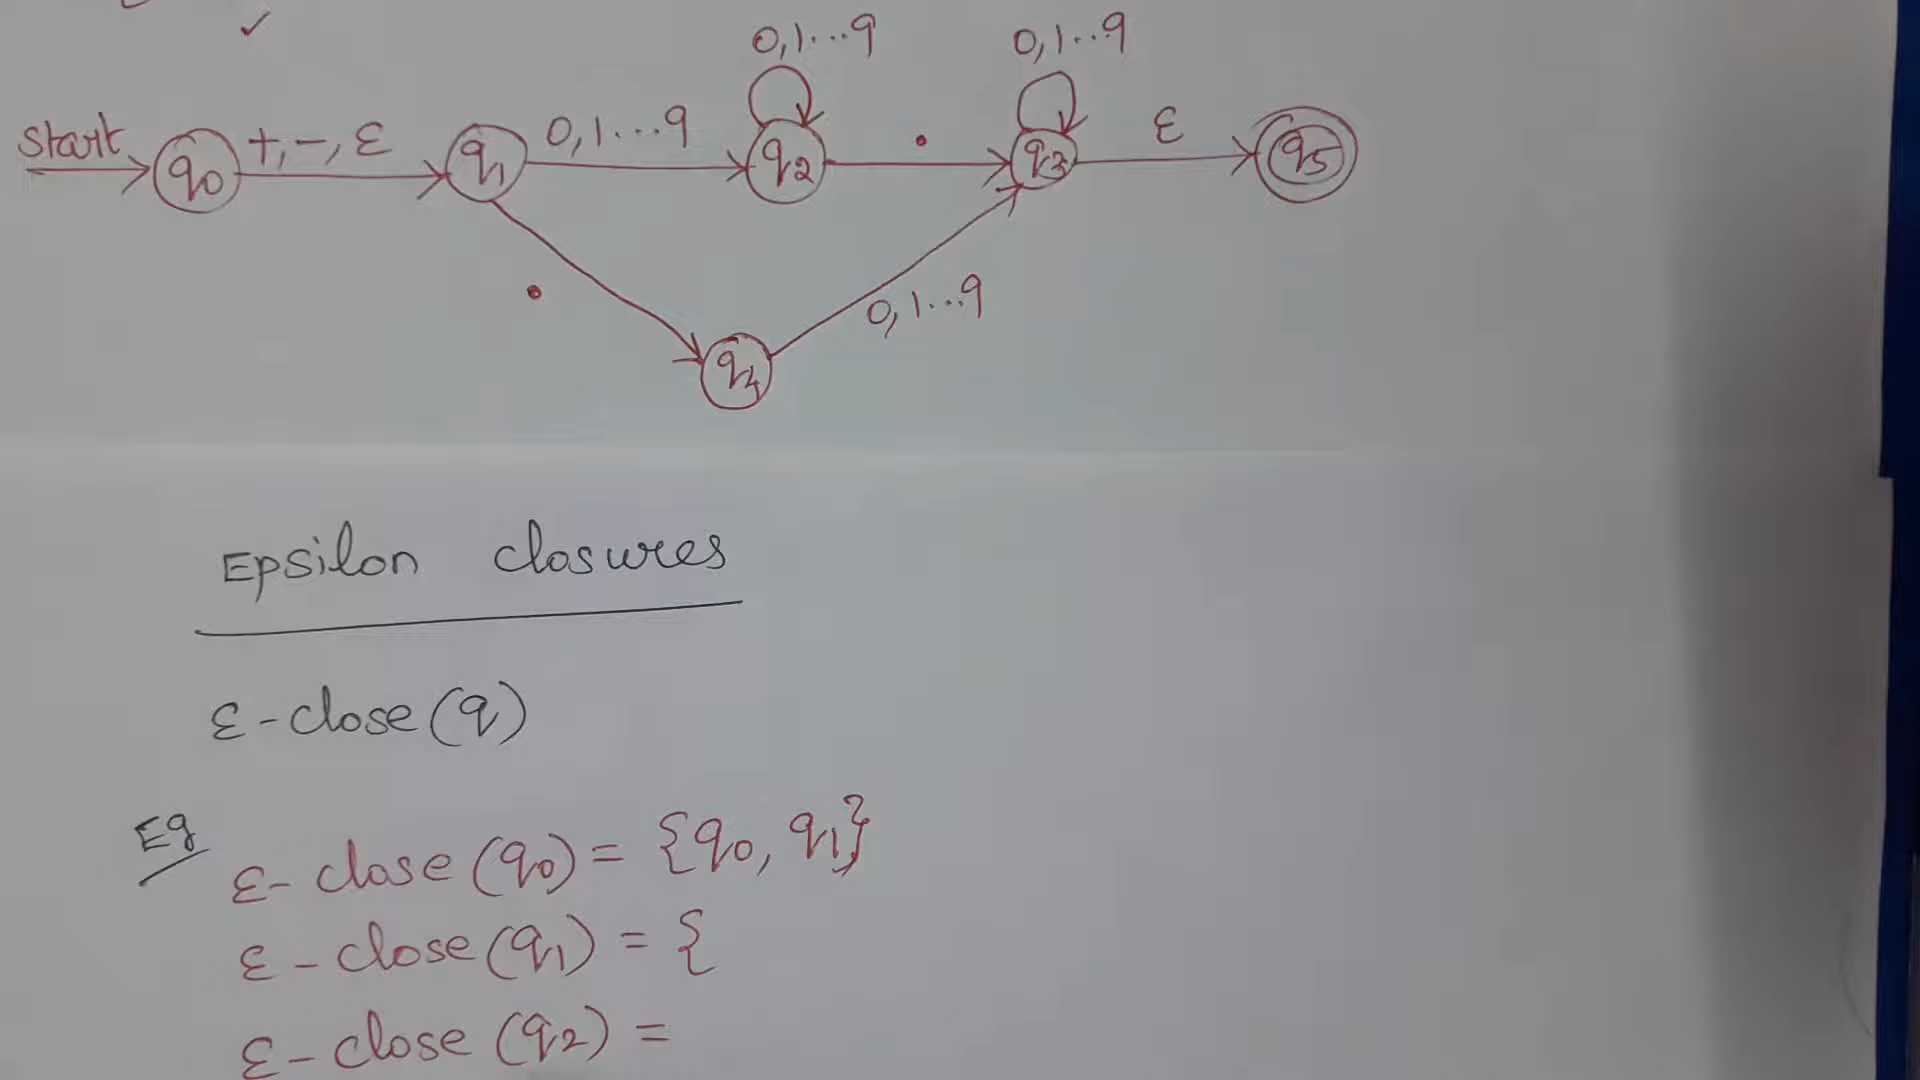 0,1...9 0,1..9
start q0 +,-,ε q1 0,1...9 q2 . q3 ε q5
.
0,1...9
q4
Epsilon closures
ε-close(q)
Eg
ε-close(q0) = {q0, q1}
ε-close(q1) = {
ε-close(q2) =